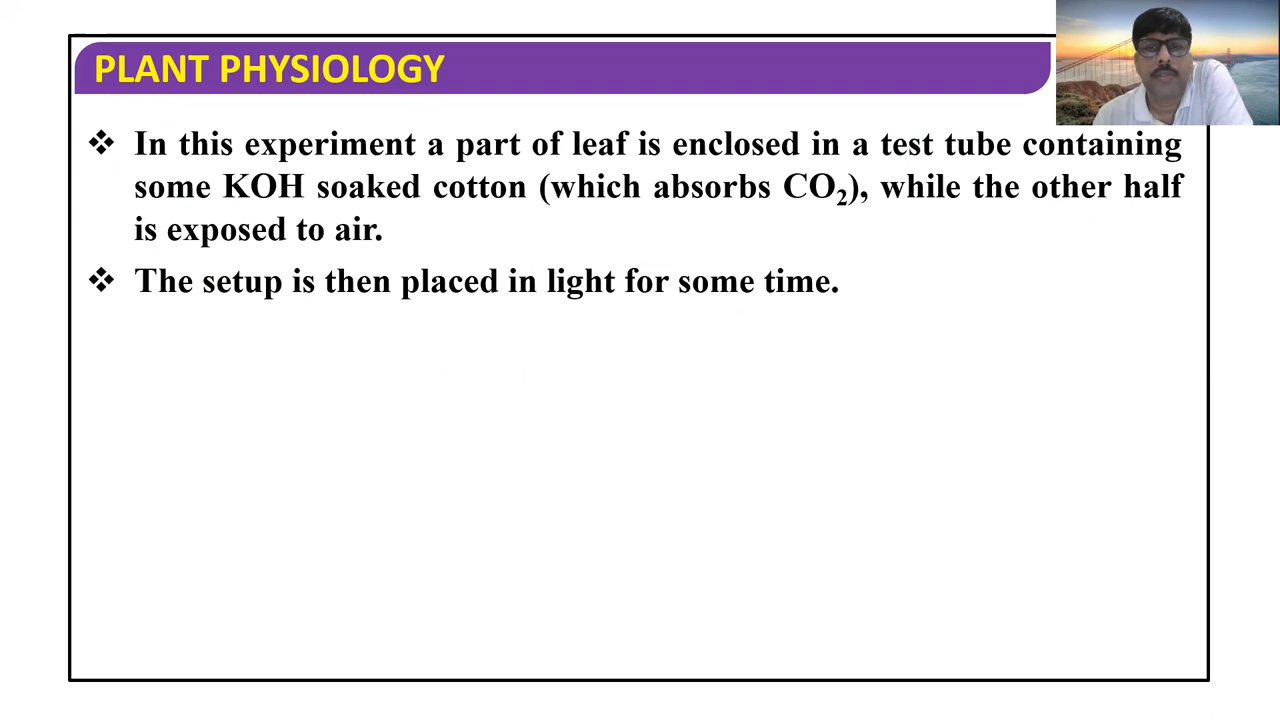 PLANT PHYSIOLOGY
❖ In this experiment a part of leaf is enclosed in a test tube containing
some KOH soaked cotton (which absorbs CO₂), while the other half
is exposed to air.
❖ The setup is then placed in light for some time.